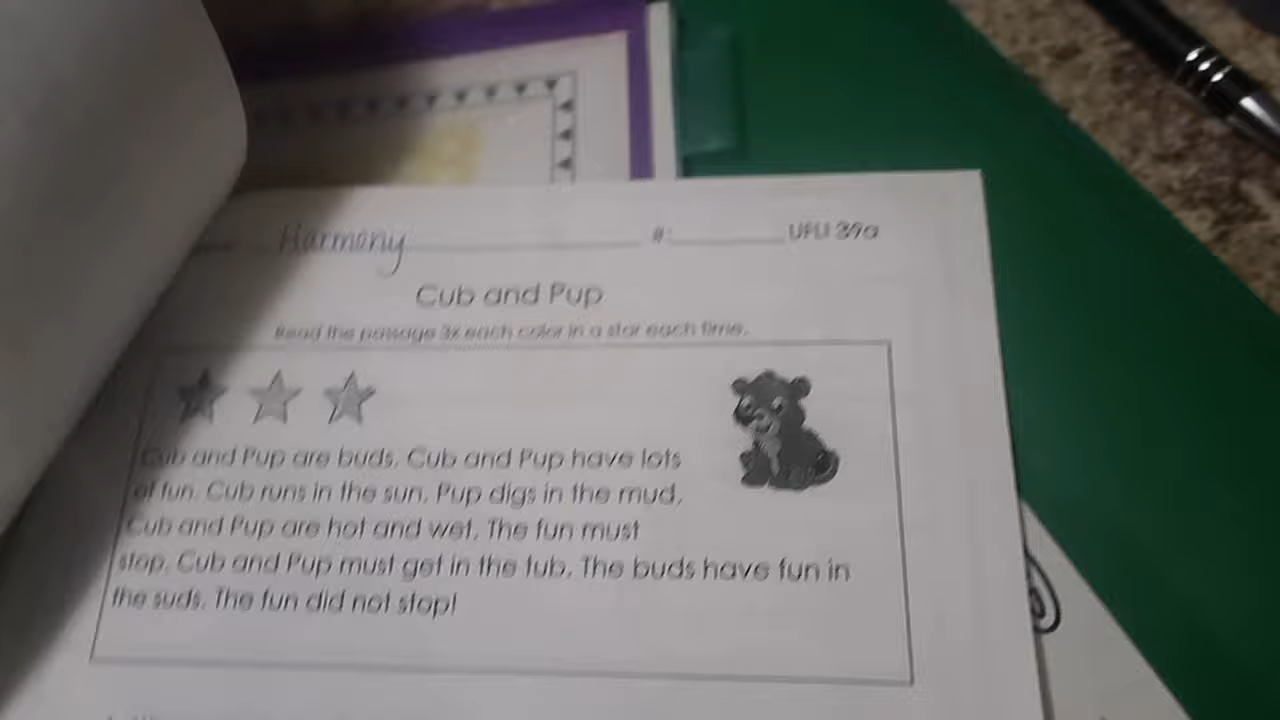 Harmony #: UFLI 39a
Cub and Pup
Read the passage 3x each color in a star each time.
Cub and Pup are buds. Cub and Pup have lots
of fun. Cub runs in the sun. Pup digs in the mud.
Cub and Pup are hot and wet. The fun must
stop. Cub and Pup must get in the tub. The buds have fun in
the suds. The fun did not stop!